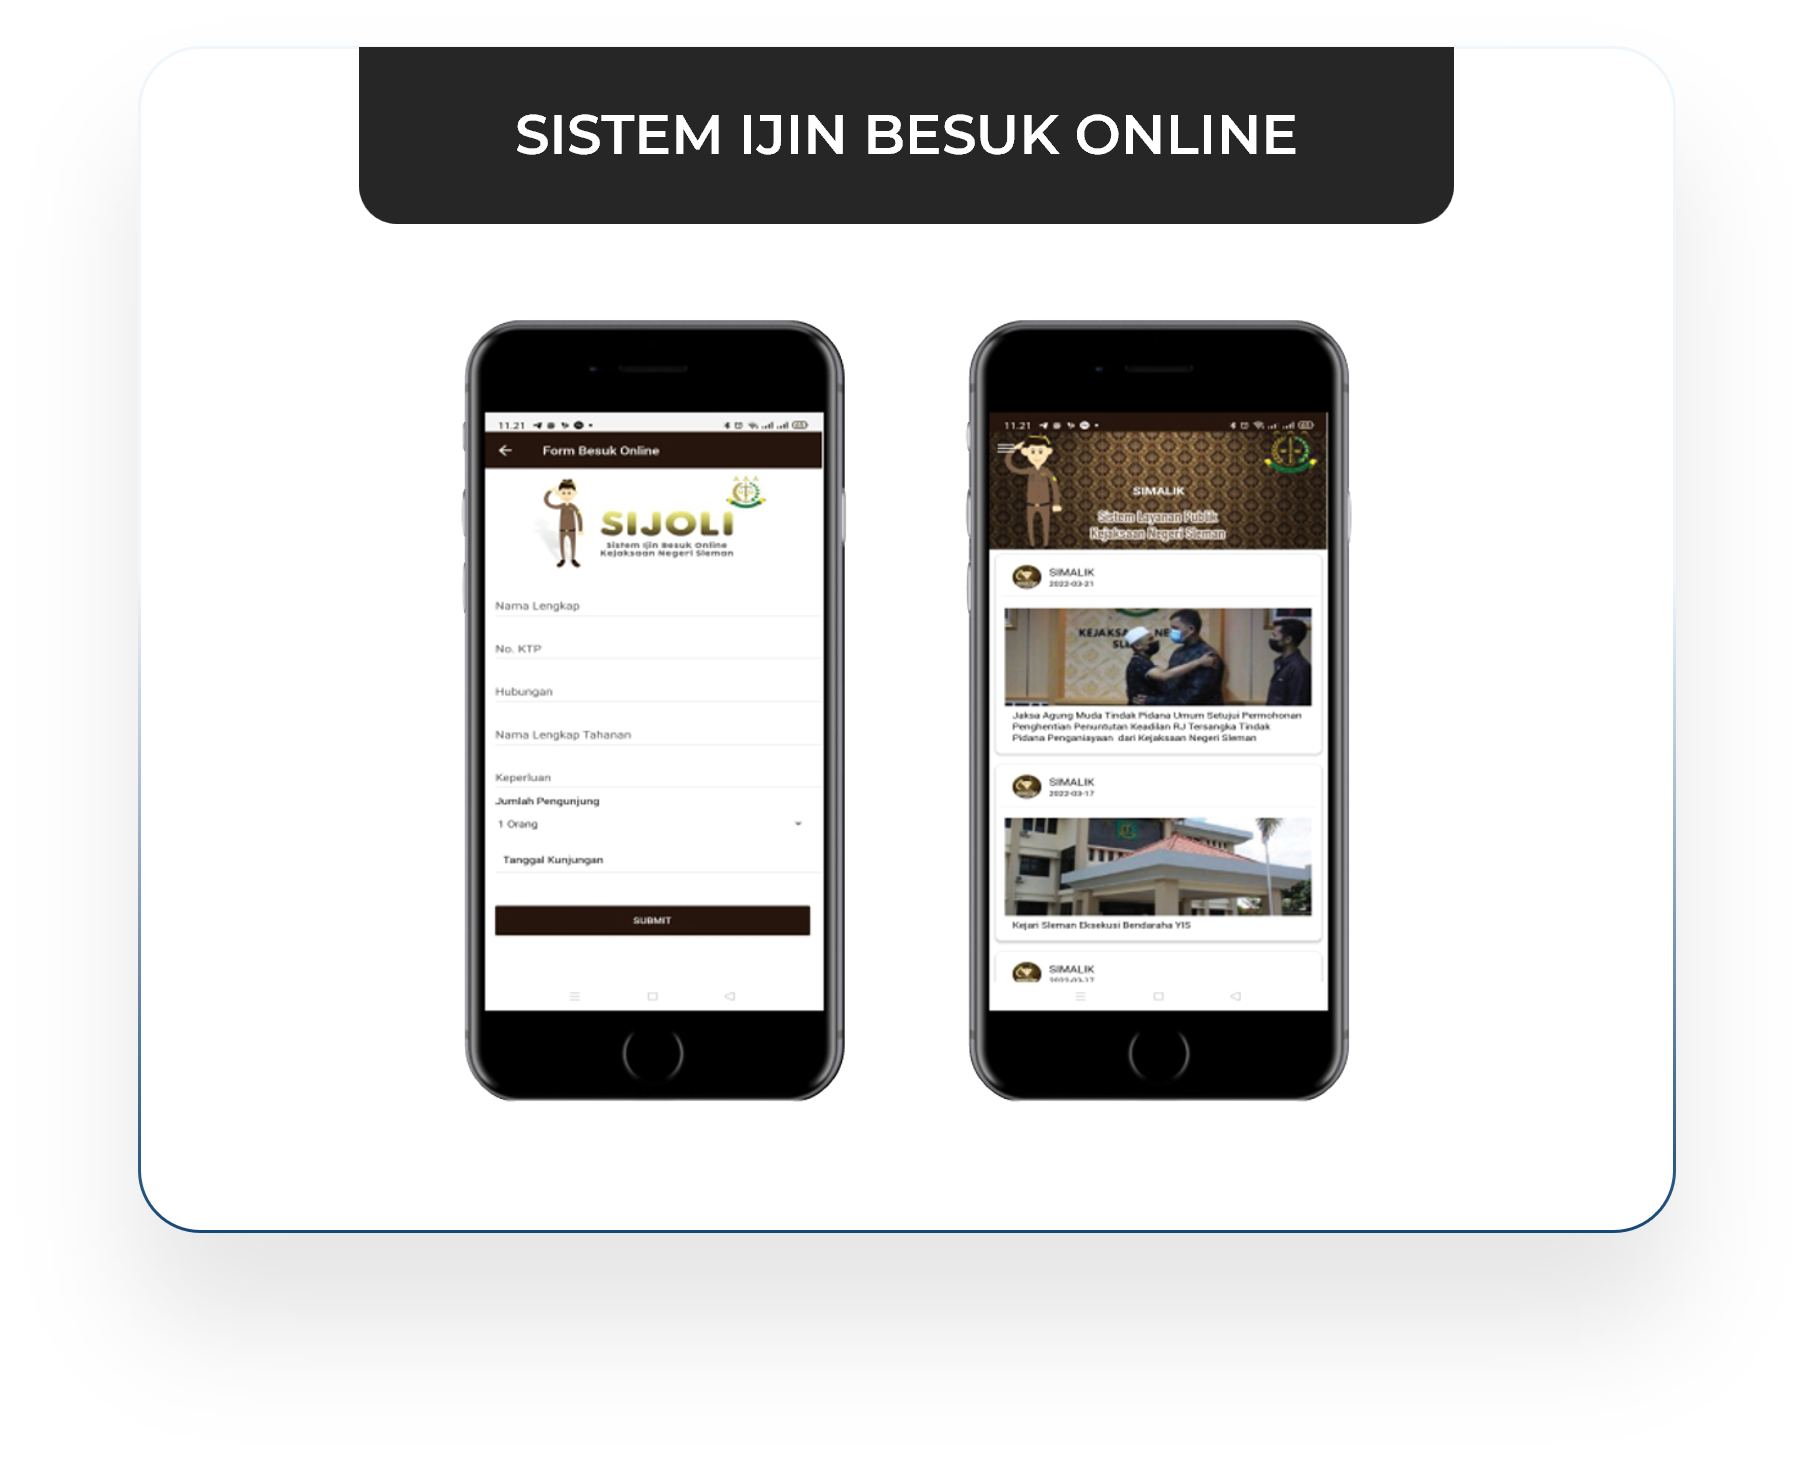 SISTEM IJIN BESUK ONLINE
11.21
Form Besuk Online
SIJOLI
Sistem Ijin Besuk Online
Kejaksaan Negeri Sleman
Nama Lengkap
No. KTP
Hubungan
Nama Lengkap Tahanan
Keperluan
Jumlah Pengunjung
1 Orang
Tanggal Kunjungan
SUBMIT
11.21
SIMALIK
Sistem Layanan Publik
Kejaksaan Negeri Sleman
SIMALIK
2022-03-21
KEJAKSA NE
SLE
Jaksa Agung Muda Tindak Pidana Umum Setujui Permohonan
Penghentian Penuntutan Keadilan RJ Tersangka Tindak
Pidana Penganiayaan dari Kejaksaan Negeri Sleman
SIMALIK
2022-03-17
Kejari Sleman Eksekusi Bendaraha YIS
SIMALIK
2022-03-17